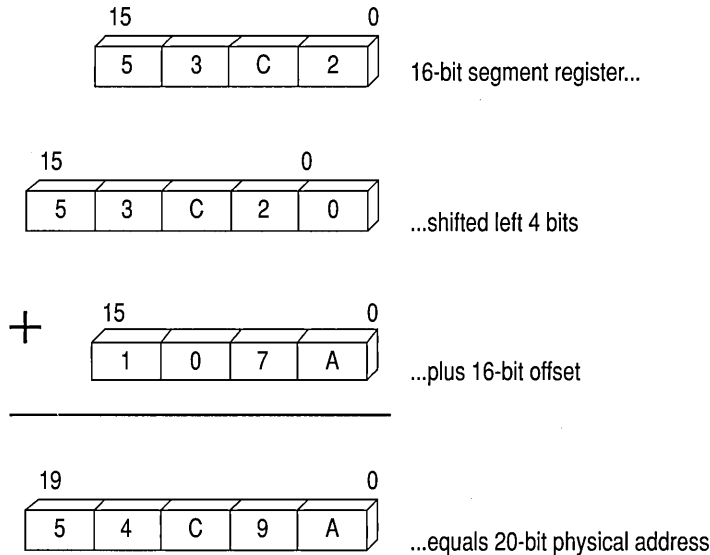 15 0
5 3 C 2
16-bit segment register...
15 0
5 3 C 2 0
...shifted left 4 bits
+
15 0
1 0 7 A
...plus 16-bit offset
19 0
5 4 C 9 A
...equals 20-bit physical address